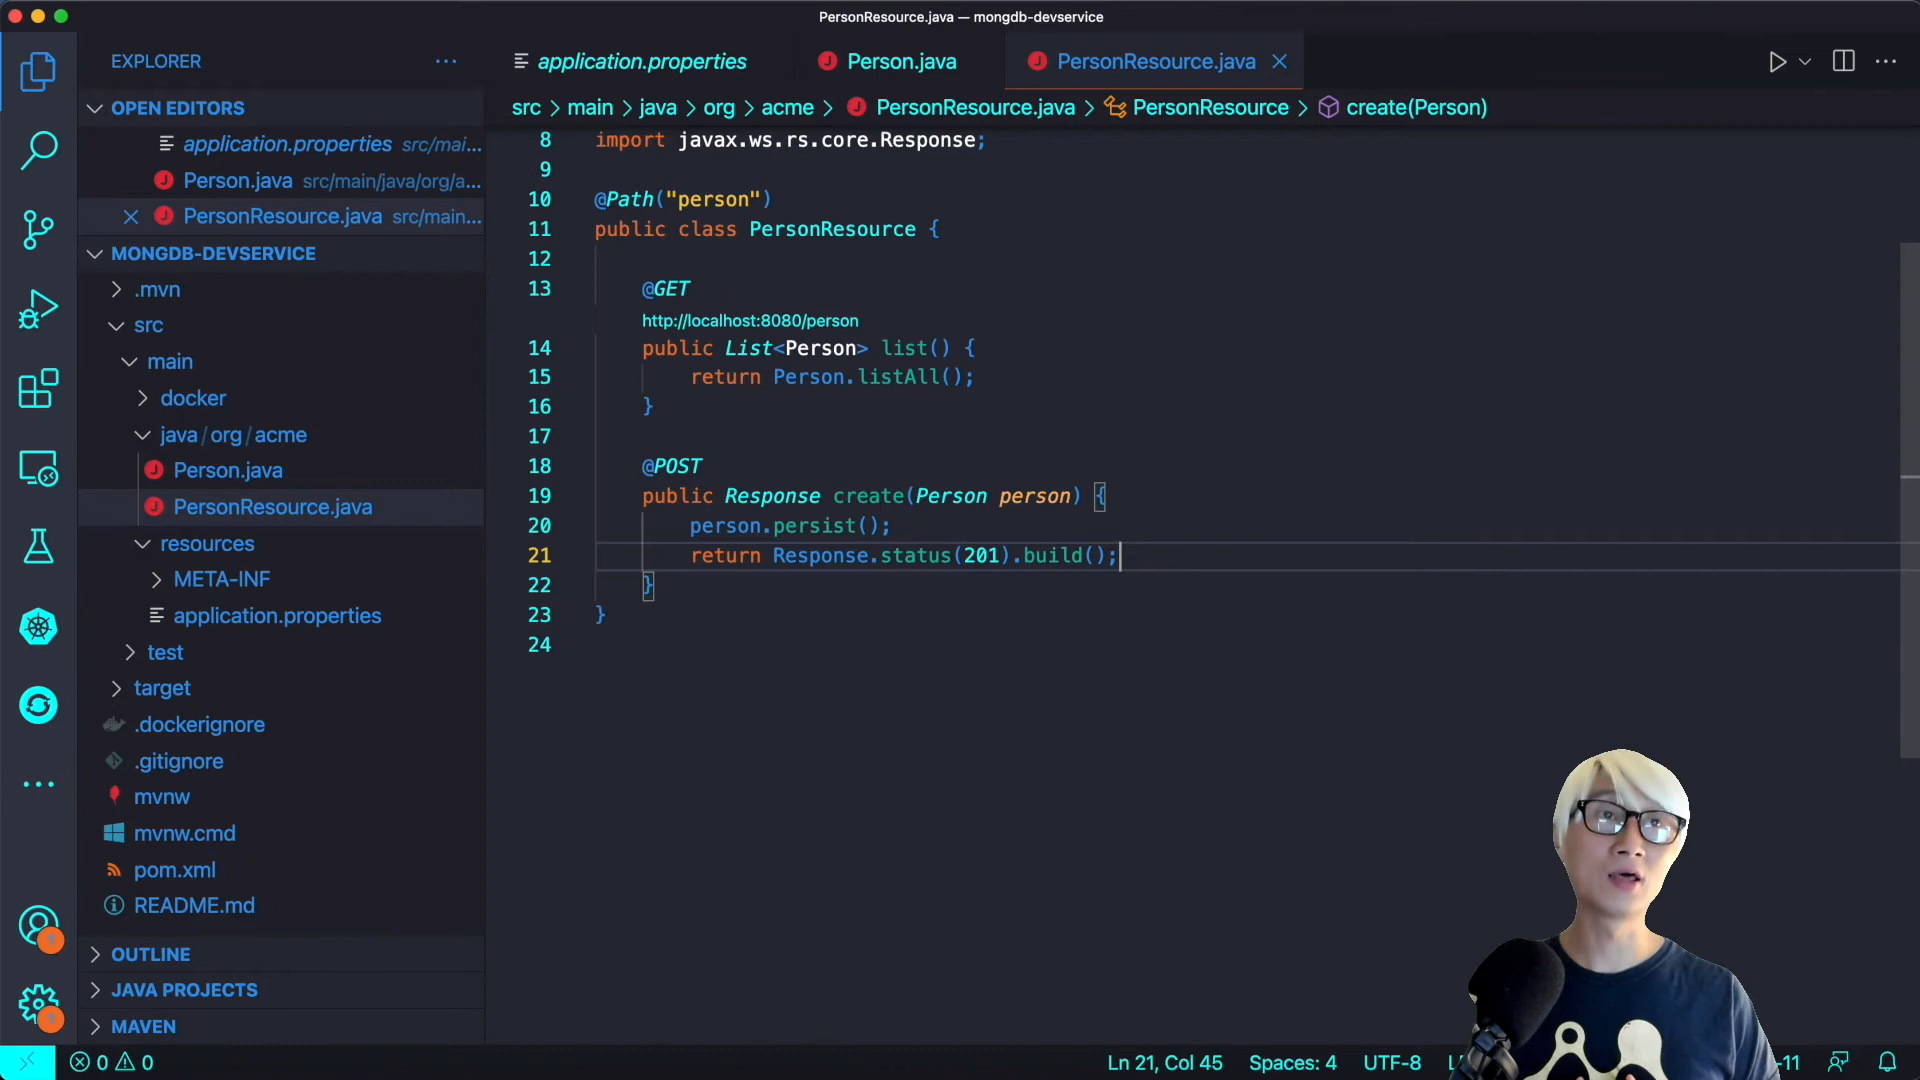 PersonResource.java — mongdb-devservice
EXPLORER
OPEN EDITORS
application.properties src/mai...
Person.java src/main/java/org/a...
PersonResource.java src/main...
MONGDB-DEVSERVICE
.mvn
src
main
docker
java/org/acme
Person.java
PersonResource.java
resources
META-INF
application.properties
test
target
.dockerignore
.gitignore
mvnw
mvnw.cmd
pom.xml
README.md
OUTLINE
JAVA PROJECTS
MAVEN
application.properties
Person.java
PersonResource.java
src > main > java > org > acme > PersonResource.java > PersonResource > create(Person)
8 import javax.ws.rs.core.Response;
9
10 @Path("person")
11 public class PersonResource {
12
13 @GET
http://localhost:8080/person
14 public List<Person> list() {
15 return Person.listAll();
16 }
17
18 @POST
19 public Response create(Person person) {
20 person.persist();
21 return Response.status(201).build();
22 }
23 }
24
0 0
Ln 21, Col 45 Spaces: 4 UTF-8
-11